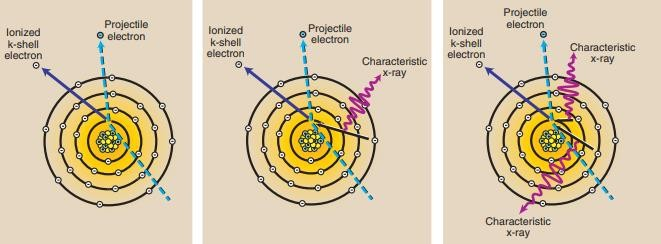 Projectile
electron
Ionized
k-shell
electron
Projectile
electron
Ionized
k-shell
electron
Characteristic
x-ray
Projectile
electron
Ionized
k-shell
electron
Characteristic
x-ray
Characteristic
x-ray